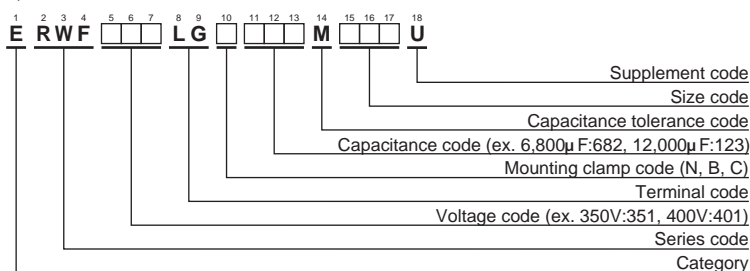 1 2 3 4 5 6 7 8 9 10 11 12 13 14 15 16 17 18
E R W F □ □ □ L G □ □ □ □ M □ □ □ U
Supplement code
Size code
Capacitance tolerance code
Capacitance code (ex. 6,800μF:682, 12,000μF:123)
Mounting clamp code (N, B, C)
Terminal code
Voltage code (ex. 350V:351, 400V:401)
Series code
Category